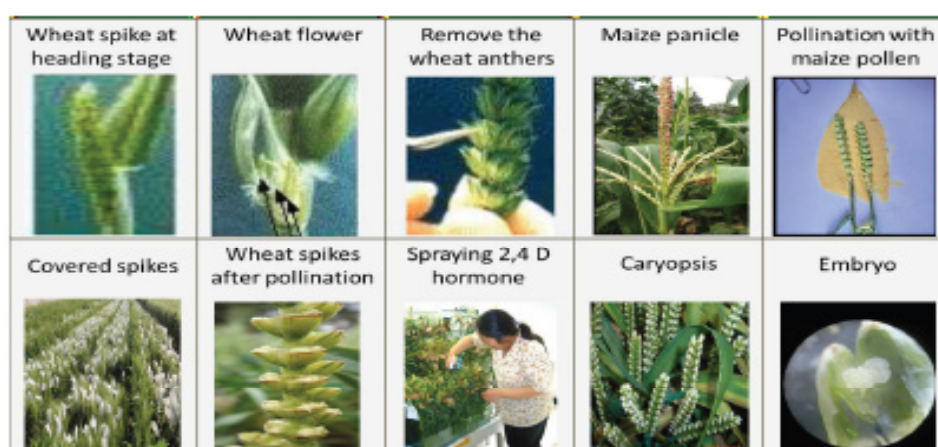 Wheat spike at
heading stage
Wheat flower
Remove the
wheat anthers
Maize panicle
Pollination with
maize pollen
Covered spikes
Wheat spikes
after pollination
Spraying 2,4 D
hormone
Caryopsis
Embryo